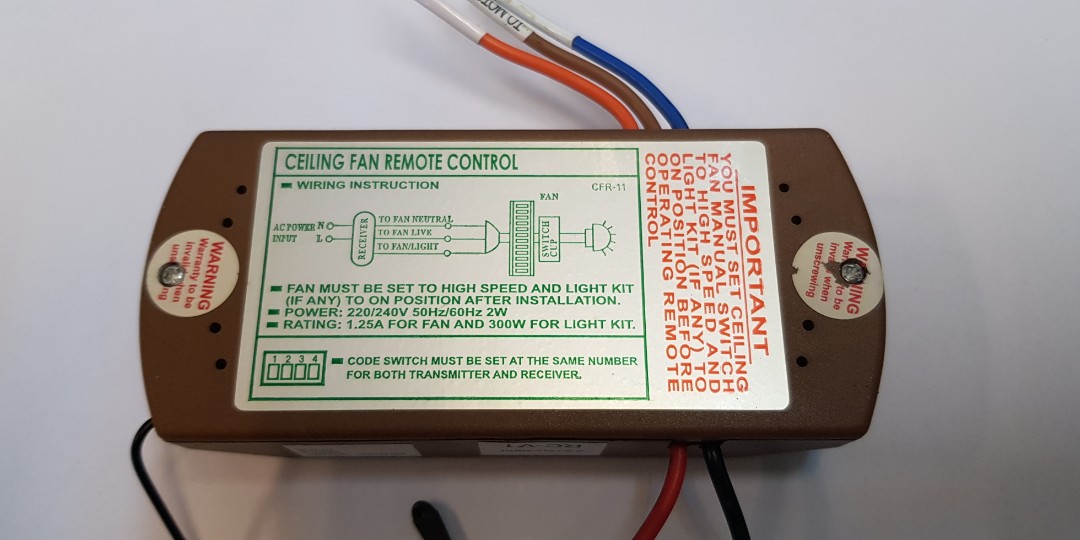 CEILING FAN REMOTE CONTROL
WIRING INSTRUCTION
CFR-11
FAN
AC POWER N
INPUT L
RECEIVER
TO FAN NEUTRAL
TO FAN LIVE
TO FAN/LIGHT
SWITCH
CUP
FAN MUST BE SET TO HIGH SPEED AND LIGHT KIT
(IF ANY) TO ON POSITION AFTER INSTALLATION.
POWER: 220/240V 50Hz/60Hz 2W
RATING: 1.25A FOR FAN AND 300W FOR LIGHT KIT.
1 2 3 4
CODE SWITCH MUST BE SET AT THE SAME NUMBER
FOR BOTH TRANSMITTER AND RECEIVER.
IMPORTANT
YOU MUST SET CEILING
FAN MANUAL SWITCH
TO HIGH SPEED AND
LIGHT KIT (IF ANY) TO
ON POSITION BEFORE
OPERATING REMOTE
CONTROL
WARNING
Warranty to be
when
unscrewing
WARNING
Warranty to be
when